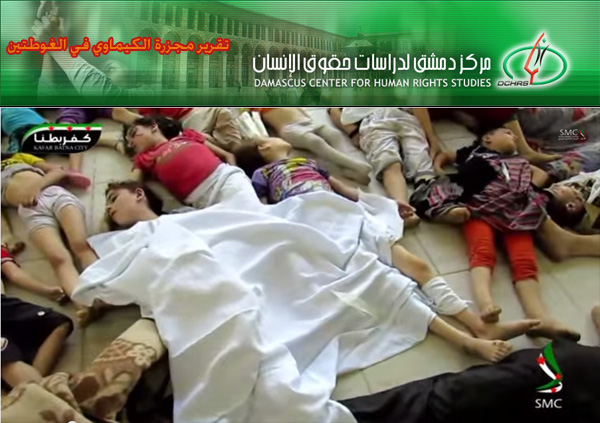 تقرير مجزرة الكيماوي في الغوطتين
مركز دمشق لدراسات حقوق الإنسان
DAMASCUS CENTER FOR HUMAN RIGHTS STUDIES
DCHRS
كفربطنا
KAFAR BATNA CITY
SMC
SMC